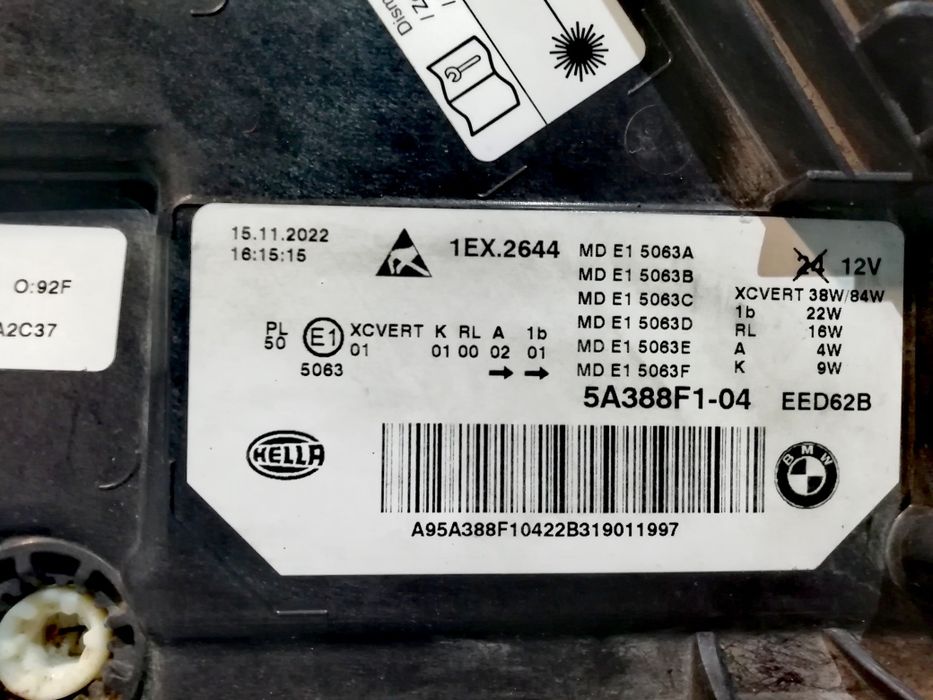 Dism
/ Ze
O:92F
A2C37
15.11.2022
16:15:15
1EX.2644
MD E1 5063A
MD E1 5063B
MD E1 5063C
MD E1 5063D
MD E1 5063E
MD E1 5063F
24 12V
XCVERT 38W/84W
1b 22W
RL 16W
A 4W
K 9W
PL
50
E1
5063
XCVERT K RL A 1b
01 01 00 02 01
5A388F1-04 EED62B
HELLA
BMW
A95A388F10422B319011997